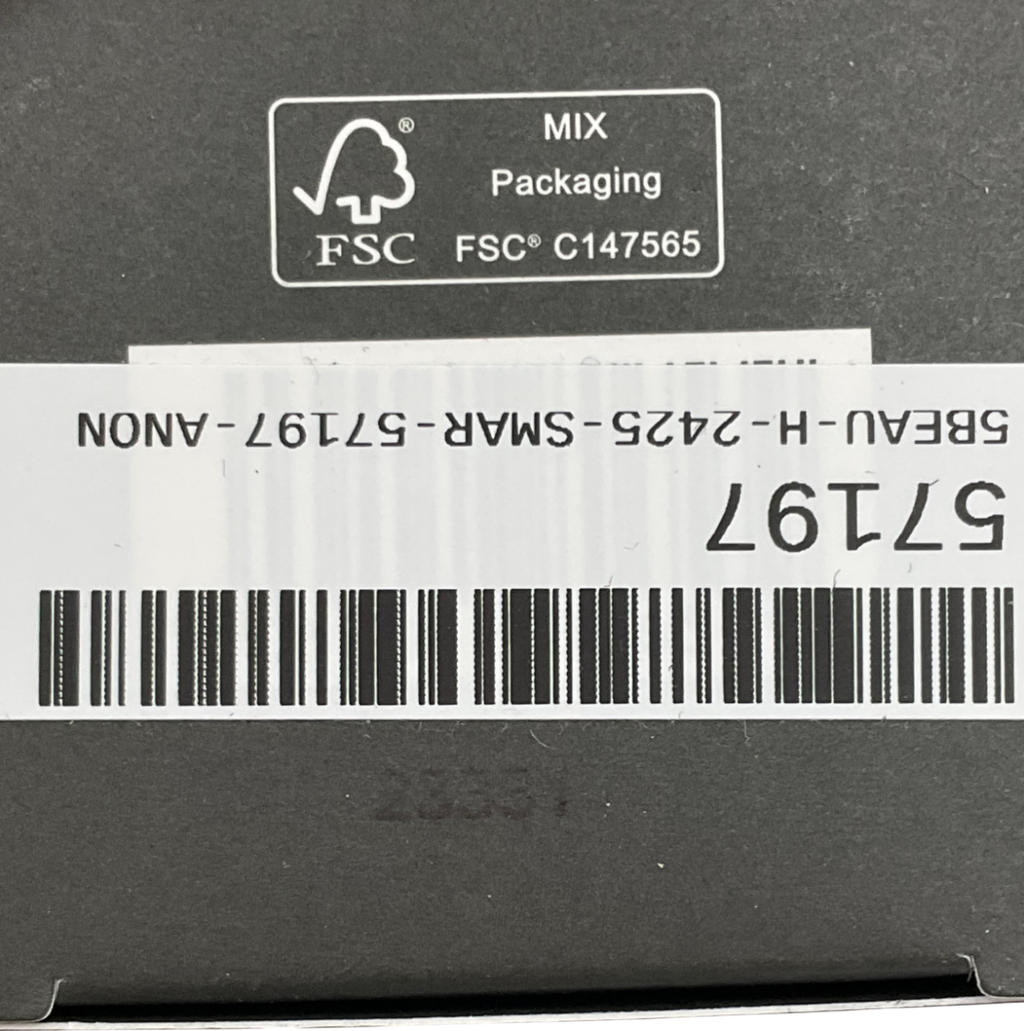 FSC®
MIX
Packaging
FSC® C147565
5BEAU-H-2425-SMAR-57197-ANON
57197